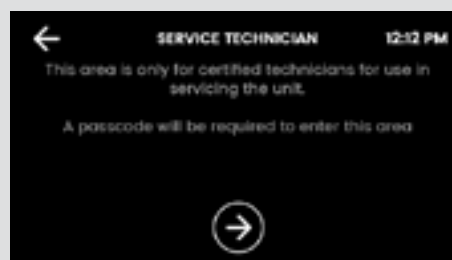 SERVICE TECHNICIAN 12:12 PM
This area is only for certified technicians for use in
servicing the unit.
A passcode will be required to enter this area